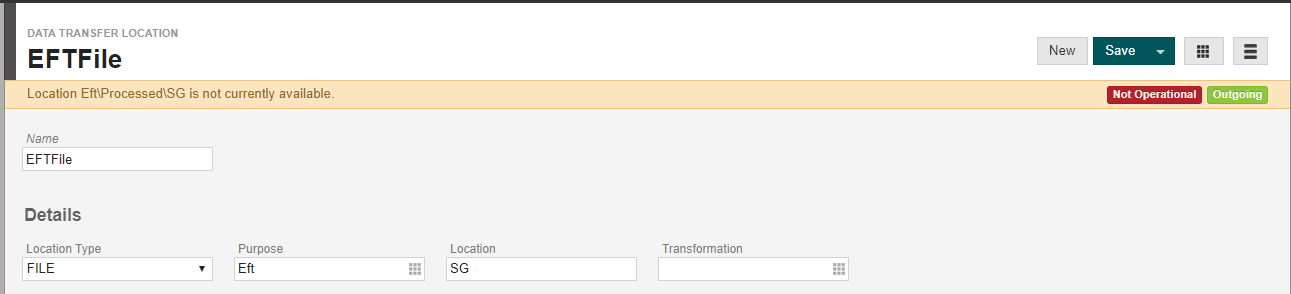 DATA TRANSFER LOCATION
EFTFile
New Save
Location Eft\Processed\SG is not currently available. Not Operational Outgoing
Name
EFTFile
Details
Location Type Purpose Location Transformation
FILE Eft SG